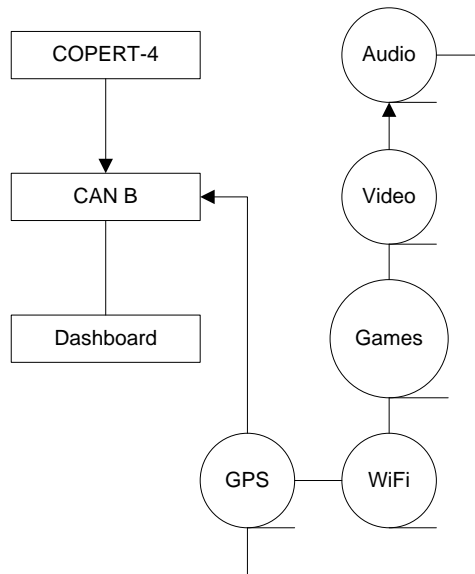 COPERT-4
Audio
CAN B
Video
Dashboard
Games
GPS
WiFi